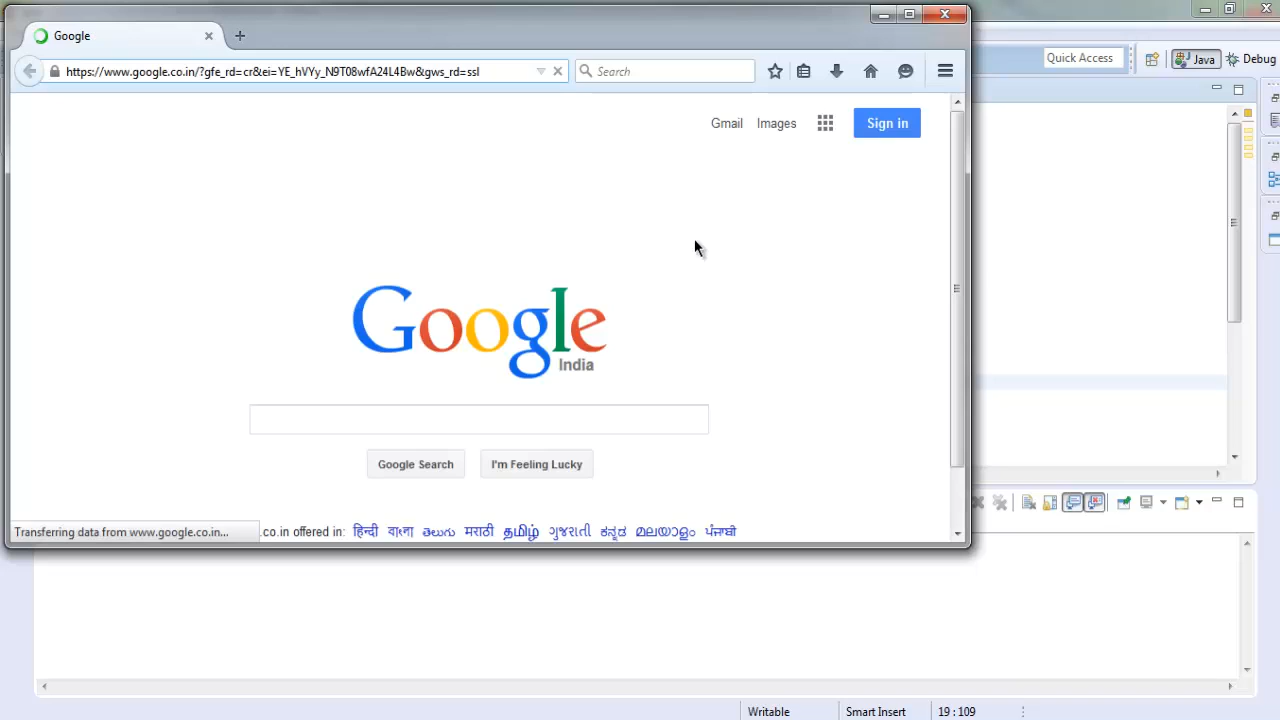 Google
https://www.google.co.in/?gfe_rd=cr&ei=YE_hVYy_N9T08wfA24L4Bw&gws_rd=ssl
Search
Quick Access
Java
Debug
Gmail Images Sign in
Google
India
Google Search I'm Feeling Lucky
Transferring data from www.google.co.in... .co.in offered in: हिन्दी বাংলা తెలుగు मराठी தமிழ் ગુજરાતી ಕನ್ನಡ മലയാളം ਪੰਜਾਬੀ
Writable Smart Insert 19 : 109